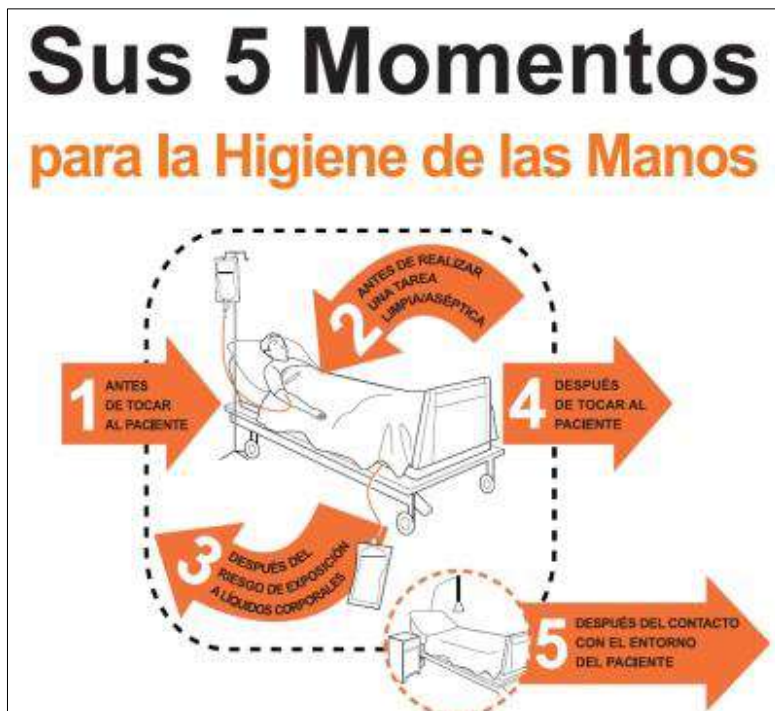 Sus 5 Momentos
para la Higiene de las Manos
1
ANTES
DE TOCAR
AL PACIENTE
2
ANTES DE REALIZAR
UNA TAREA
LIMPIA/ASÉPTICA
3
DESPUÉS DEL
RIESGO DE EXPOSICIÓN
A LÍQUIDOS CORPORALES
4
DESPUÉS
DE TOCAR AL
PACIENTE
5
DESPUÉS DEL CONTACTO
CON EL ENTORNO
DEL PACIENTE